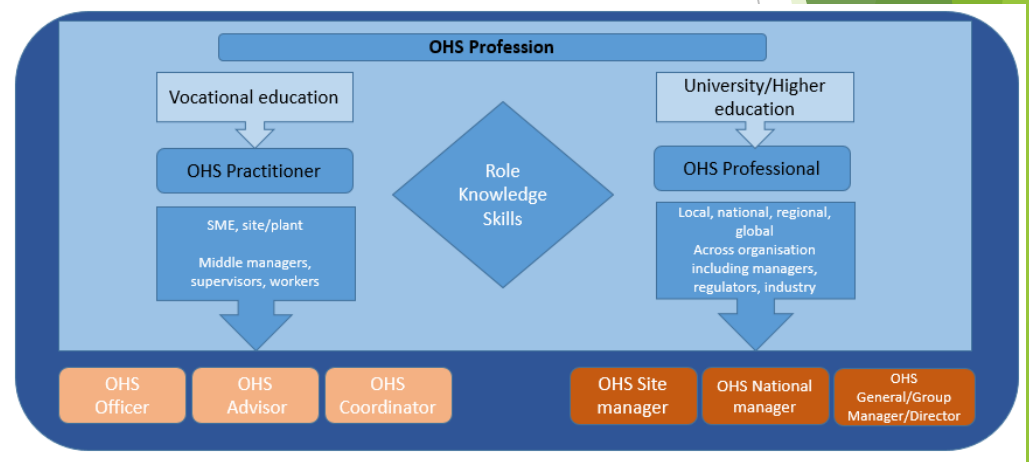 OHS Profession
Vocational education
OHS Practitioner
SME, site/plant
Middle managers,
supervisors, workers
Role
Knowledge
Skills
University/Higher
education
OHS Professional
Local, national, regional,
global
Across organisation
including managers,
regulators, industry
OHS
Officer
OHS
Advisor
OHS
Coordinator
OHS Site
manager
OHS National
manager
OHS
General/Group
Manager/Director